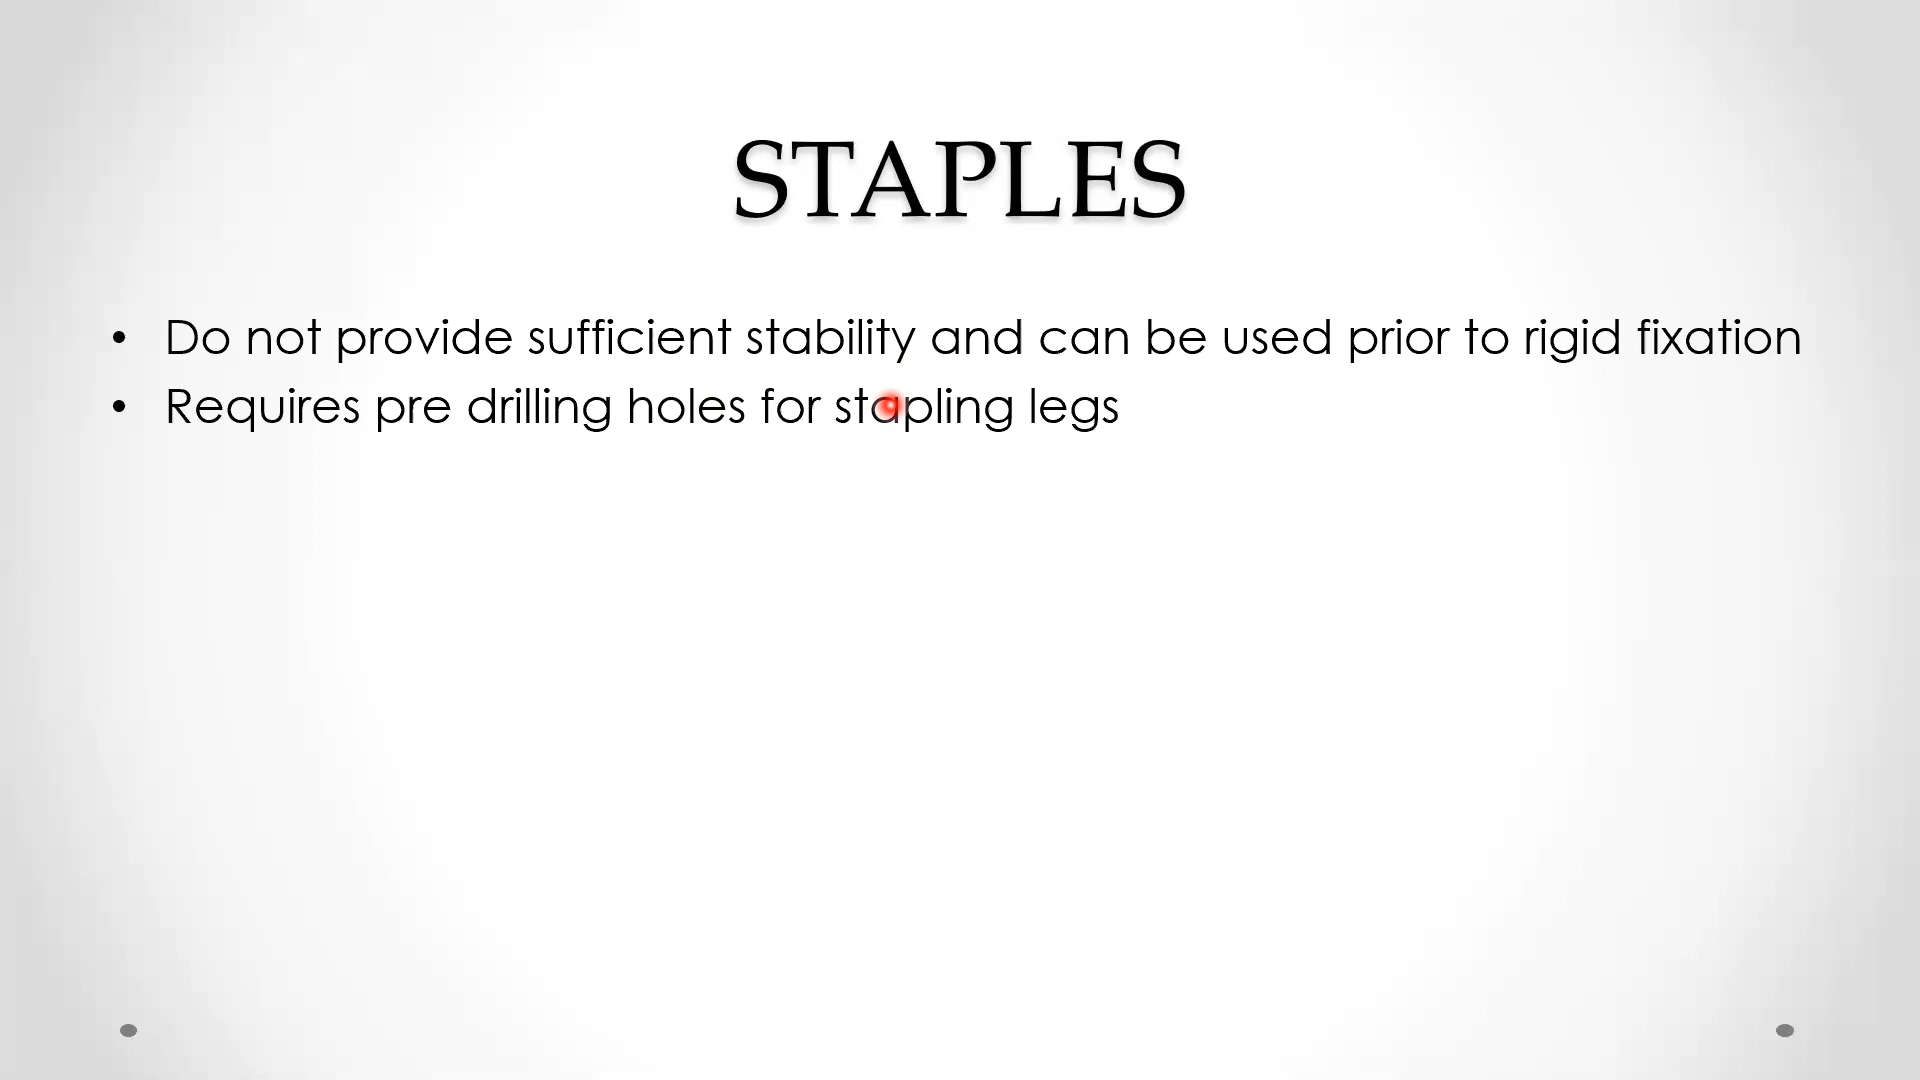 STAPLES
• Do not provide sufficient stability and can be used prior to rigid fixation
• Requires pre drilling holes for stapling legs